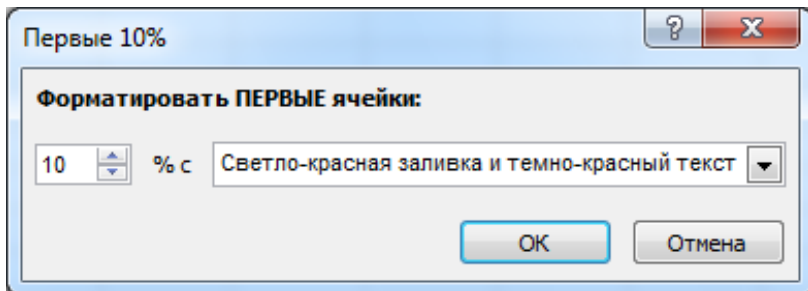 Первые 10%
Форматировать ПЕРВЫЕ ячейки:
10 % с Светло-красная заливка и темно-красный текст
ОК Отмена